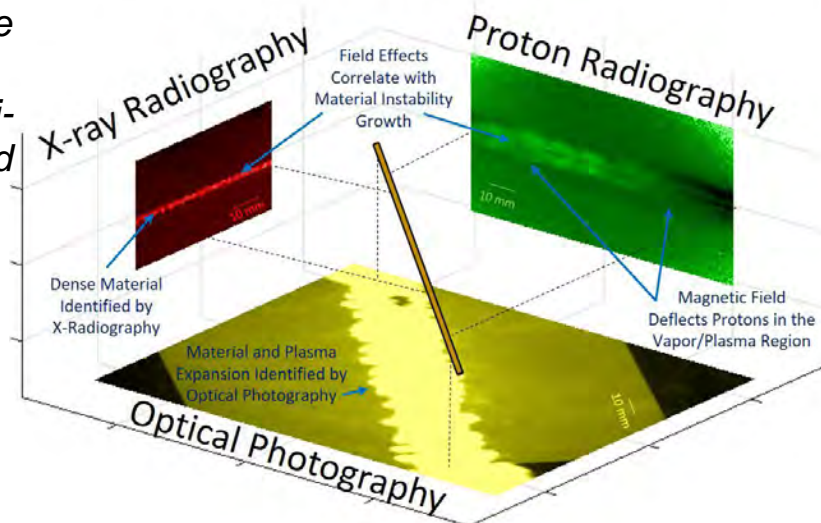 e
i-
d
X-ray Radiography
Field Effects
Correlate with
Material Instability
Growth
Proton Radiography
10 mm
10 mm
Dense Material
Identified by
X-Radiography
Magnetic Field
Deflects Protons in the
Vapor/Plasma Region
Material and Plasma
Expansion Identified by
Optical Photography
10 mm
Optical Photography